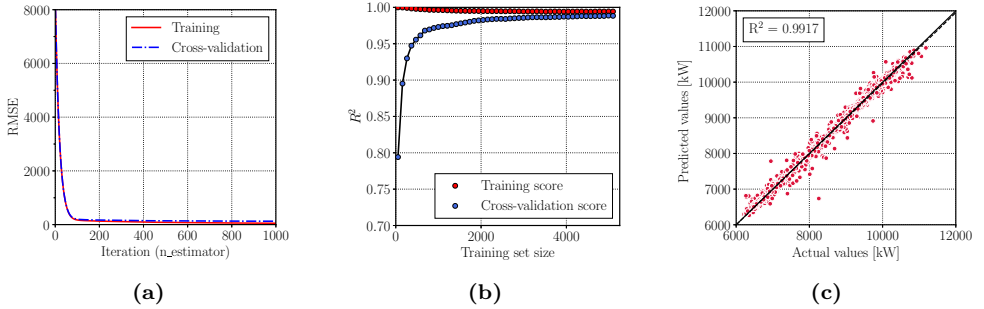 8000
6000
4000
2000
0
RMSE
0
200
400
600
800
1000
Iteration (n_estimator)
Training
Cross-validation
(a)
1.00
0.95
0.90
0.85
0.80
0.75
0.70
R²
0
2000
4000
Training set size
Training score
Cross-validation score
(b)
12000
11000
10000
9000
8000
7000
6000
Predicted values [kW]
6000
8000
10000
12000
Actual values [kW]
R² = 0.9917
(c)